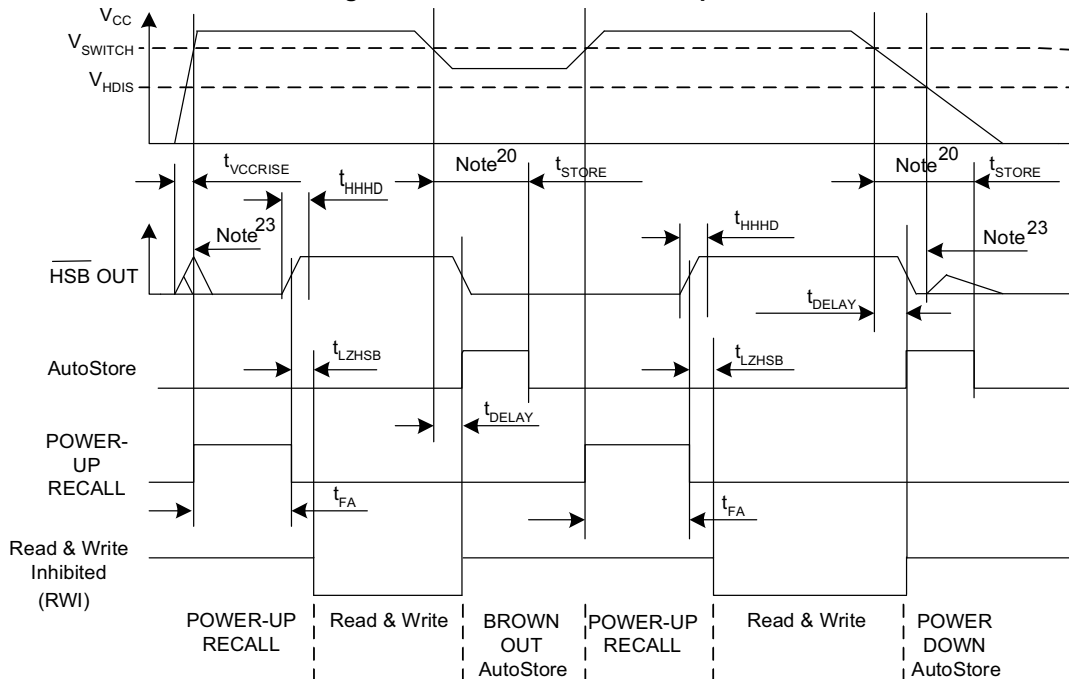 V_CC
V_SWITCH
V_HDIS
t_VCCRISE
Note^20
t_STORE
Note^20
t_STORE
t_HHHD
t_HHHD
Note^23
Note^23
HSB OUT
t_DELAY
t_LZHSB
t_LZHSB
AutoStore
t_DELAY
POWER-
UP
RECALL
t_FA
t_FA
Read & Write
Inhibited
(RWI)
POWER-UP
RECALL
Read & Write
BROWN
OUT
AutoStore
POWER-UP
RECALL
Read & Write
POWER
DOWN
AutoStore